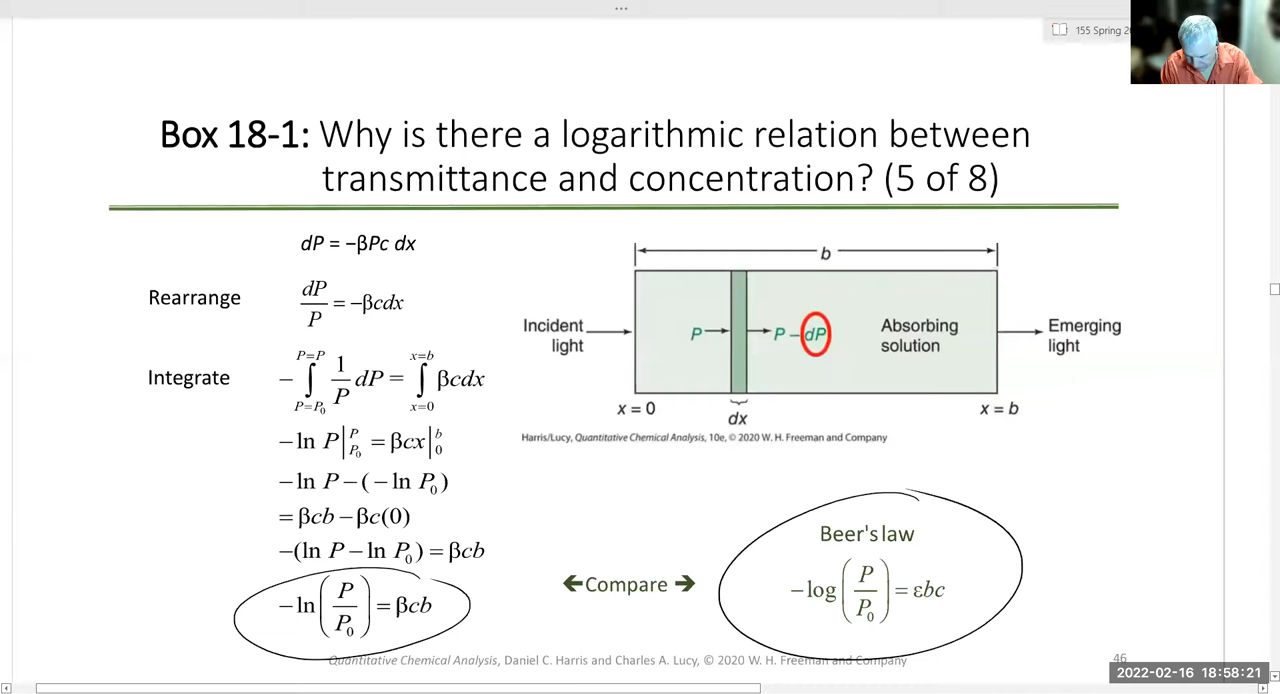 155 Spring 2
Box 18-1: Why is there a logarithmic relation between
transmittance and concentration? (5 of 8)
dP = −βPc dx
Rearrange dP/P = −βcdx
Integrate −∫_{P=P₀}^{P=P} 1/P dP = ∫_{x=0}^{x=b} βcdx
−ln P|_{P₀}^{P} = βcx|_{0}^{b}
−ln P − (−ln P₀)
= βcb − βc(0)
−(ln P − ln P₀) = βcb
−ln(P/P₀) = βcb
b
Incident
light
P
P − dP
Absorbing
solution
Emerging
light
x = 0
dx
x = b
Harris/Lucy, Quantitative Chemical Analysis, 10e, © 2020 W. H. Freeman and Company
←Compare →
Beer's law
−log(P/P₀) = εbc
Quantitative Chemical Analysis, Daniel C. Harris and Charles A. Lucy, © 2020 W. H. Freeman and Company
46
2022-02-16 18:58:21